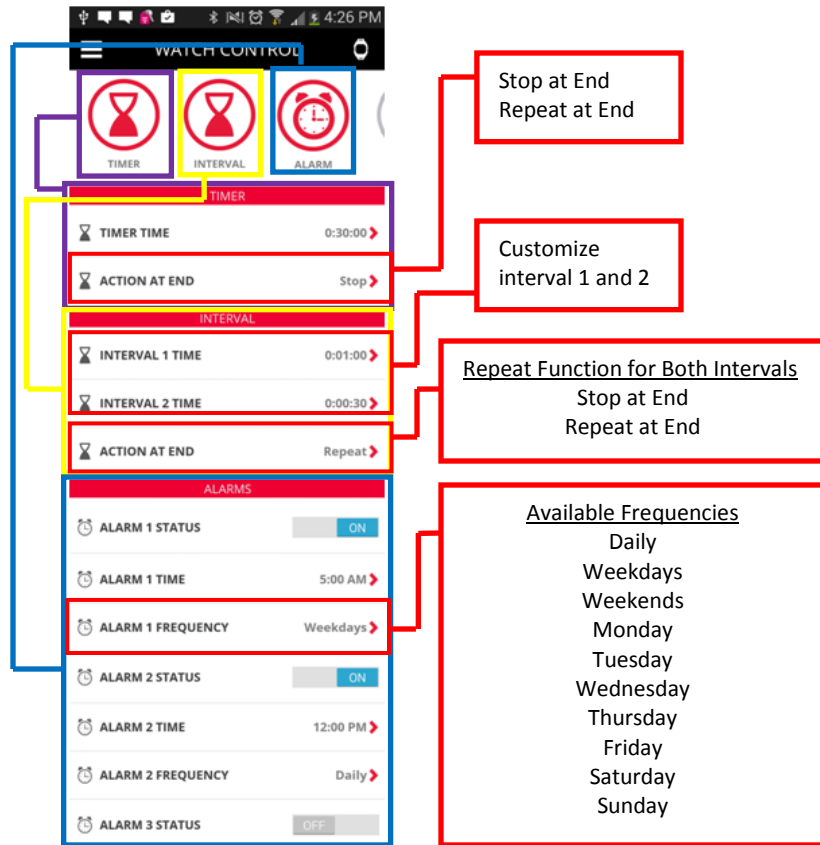 4:26 PM
WATCH CONTROL
TIMER
INTERVAL
ALARM
TIMER
TIMER TIME 0:30:00
ACTION AT END Stop
INTERVAL
INTERVAL 1 TIME 0:01:00
INTERVAL 2 TIME 0:00:30
ACTION AT END Repeat
ALARMS
ALARM 1 STATUS ON
ALARM 1 TIME 5:00 AM
ALARM 1 FREQUENCY Weekdays
ALARM 2 STATUS ON
ALARM 2 TIME 12:00 PM
ALARM 2 FREQUENCY Daily
ALARM 3 STATUS OFF
Stop at End
Repeat at End
Customize
interval 1 and 2
Repeat Function for Both Intervals
Stop at End
Repeat at End
Available Frequencies
Daily
Weekdays
Weekends
Monday
Tuesday
Wednesday
Thursday
Friday
Saturday
Sunday